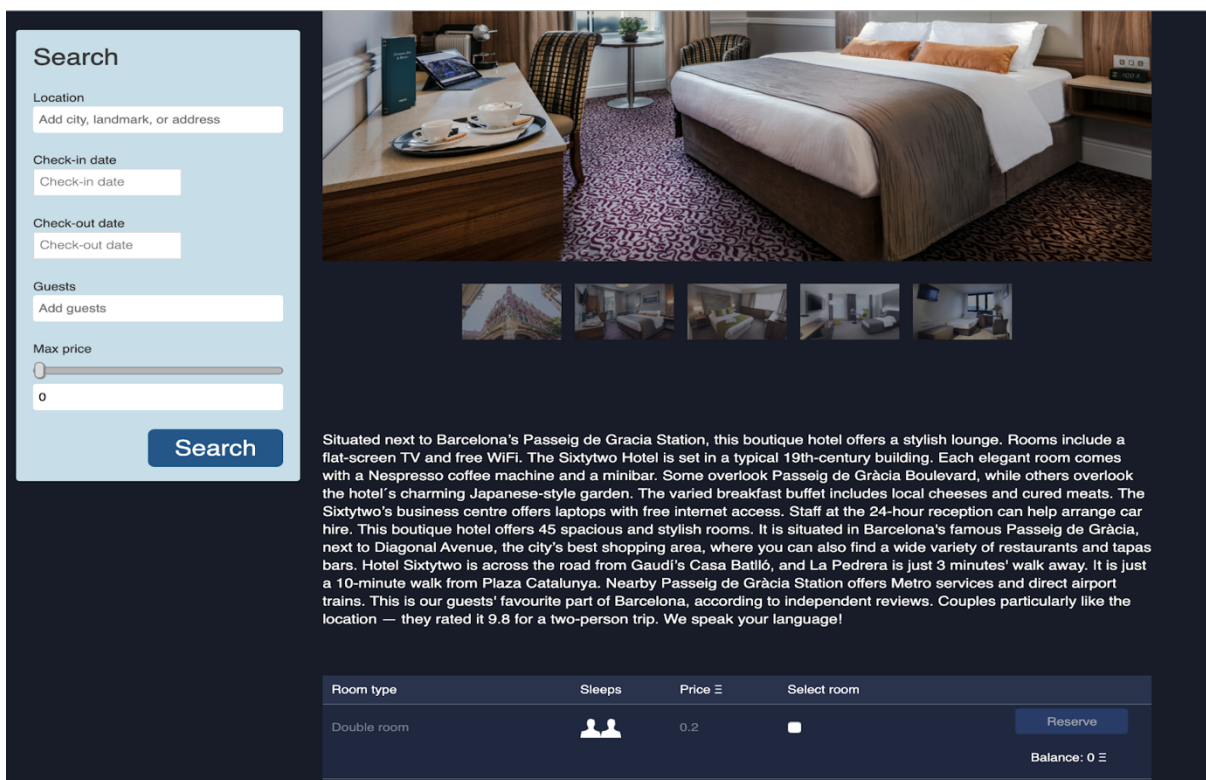 Search
Location
Add city, landmark, or address
Check-in date
Check-in date
Check-out date
Check-out date
Guests
Add guests
Max price
0
Search
Situated next to Barcelona's Passeig de Gracia Station, this boutique hotel offers a stylish lounge. Rooms include a
flat-screen TV and free WiFi. The Sixtytwo Hotel is set in a typical 19th-century building. Each elegant room comes
with a Nespresso coffee machine and a minibar. Some overlook Passeig de Gràcia Boulevard, while others overlook
the hotel´s charming Japanese-style garden. The varied breakfast buffet includes local cheeses and cured meats. The
Sixtytwo's business centre offers laptops with free internet access. Staff at the 24-hour reception can help arrange car
hire. This boutique hotel offers 45 spacious and stylish rooms. It is situated in Barcelona's famous Passeig de Gràcia,
next to Diagonal Avenue, the city's best shopping area, where you can also find a wide variety of restaurants and tapas
bars. Hotel Sixtytwo is across the road from Gaudí's Casa Batlló, and La Pedrera is just 3 minutes' walk away. It is just
a 10-minute walk from Plaza Catalunya. Nearby Passeig de Gràcia Station offers Metro services and direct airport
trains. This is our guests' favourite part of Barcelona, according to independent reviews. Couples particularly like the
location — they rated it 9.8 for a two-person trip. We speak your language!
Room type Sleeps Price Ξ Select room
Double room 0.2 Reserve
Balance: 0 Ξ